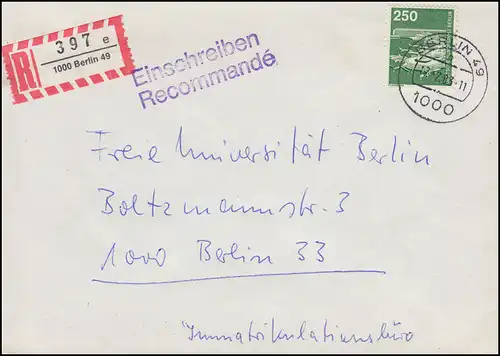 R 397 e
1000 Berlin 49
Einschreiben
Recommandé
250
BERLIN
BERLIN 49
1000
Freie Universität Berlin
Boltzmannstr. 3
1000 Berlin 33
Immatrikulationsbüro